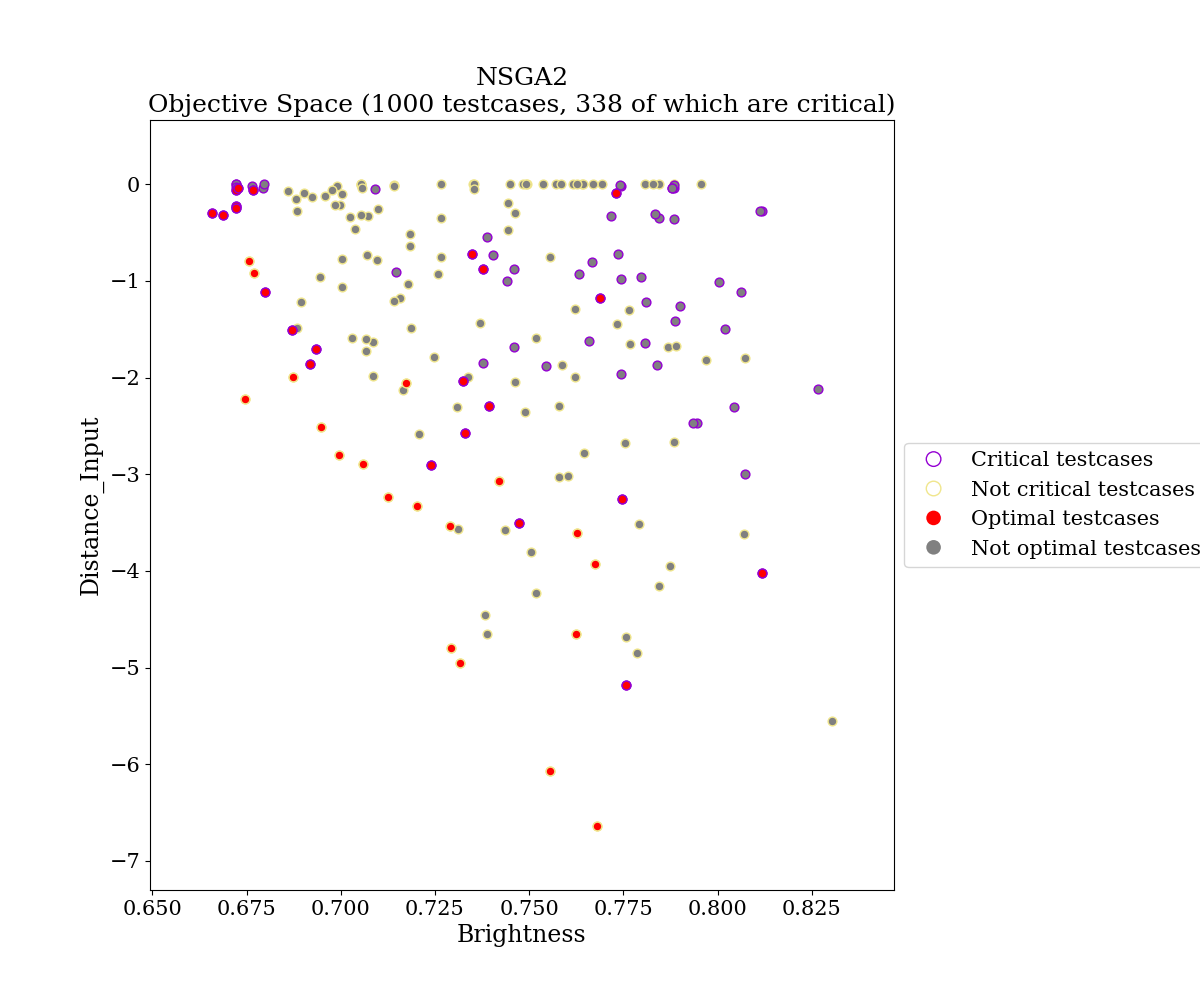 NSGA2
Objective Space (1000 testcases, 338 of which are critical)
Distance_Input
0
−1
−2
−3
−4
−5
−6
−7
0.650 0.675 0.700 0.725 0.750 0.775 0.800 0.825
Brightness
Critical testcases
Not critical testcases
Optimal testcases
Not optimal testcases